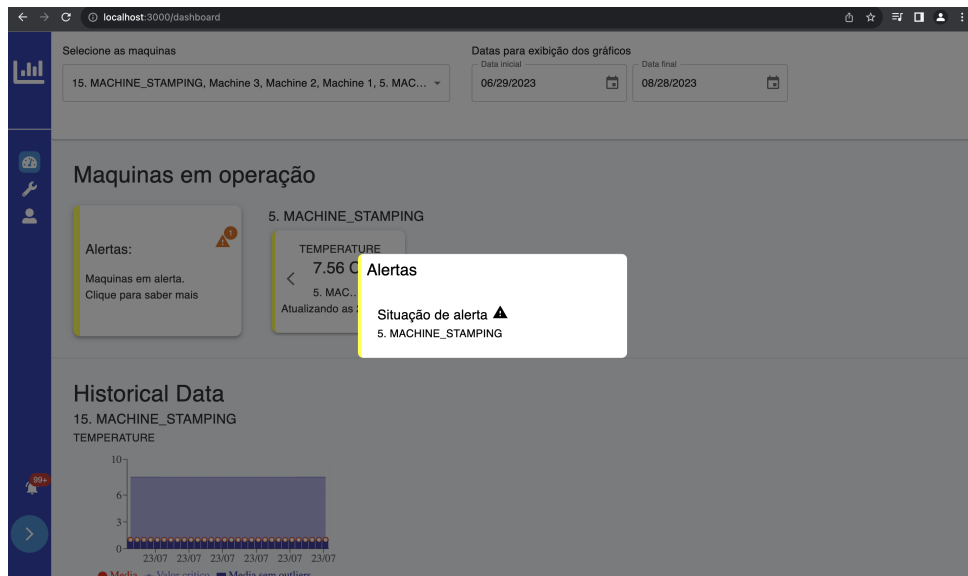 localhost:3000/dashboard
Selecione as maquinas
15. MACHINE_STAMPING, Machine 3, Machine 2, Machine 1, 5. MAC...
Datas para exibição dos gráficos
Data inicial
06/29/2023
Data final
08/28/2023
Maquinas em operação
Alertas:
1
Maquinas em alerta.
Clique para saber mais
5. MACHINE_STAMPING
TEMPERATURE
7.56
5. MAC...
Atualizando as
Alertas
Situação de alerta
5. MACHINE_STAMPING
Historical Data
15. MACHINE_STAMPING
TEMPERATURE
10
6
3
0
23/07 23/07 23/07 23/07 23/07 23/07
Media Valor critico Media sem outliers
99+